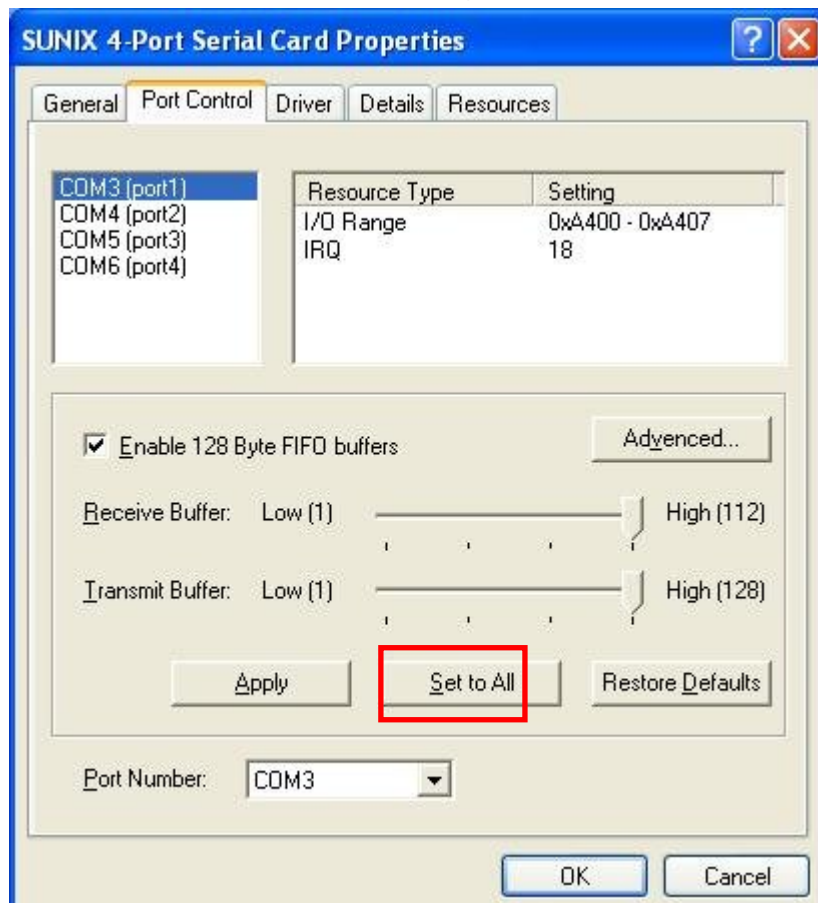 SUNIX 4-Port Serial Card Properties
General Port Control Driver Details Resources
COM3 (port1)
COM4 (port2)
COM5 (port3)
COM6 (port4)
Resource Type Setting
I/O Range 0xA400 - 0xA407
IRQ 18
Enable 128 Byte FIFO buffers
Advenced...
Receive Buffer: Low (1) High (112)
Transmit Buffer: Low (1) High (128)
Apply Set to All Restore Defaults
Port Number: COM3
OK Cancel